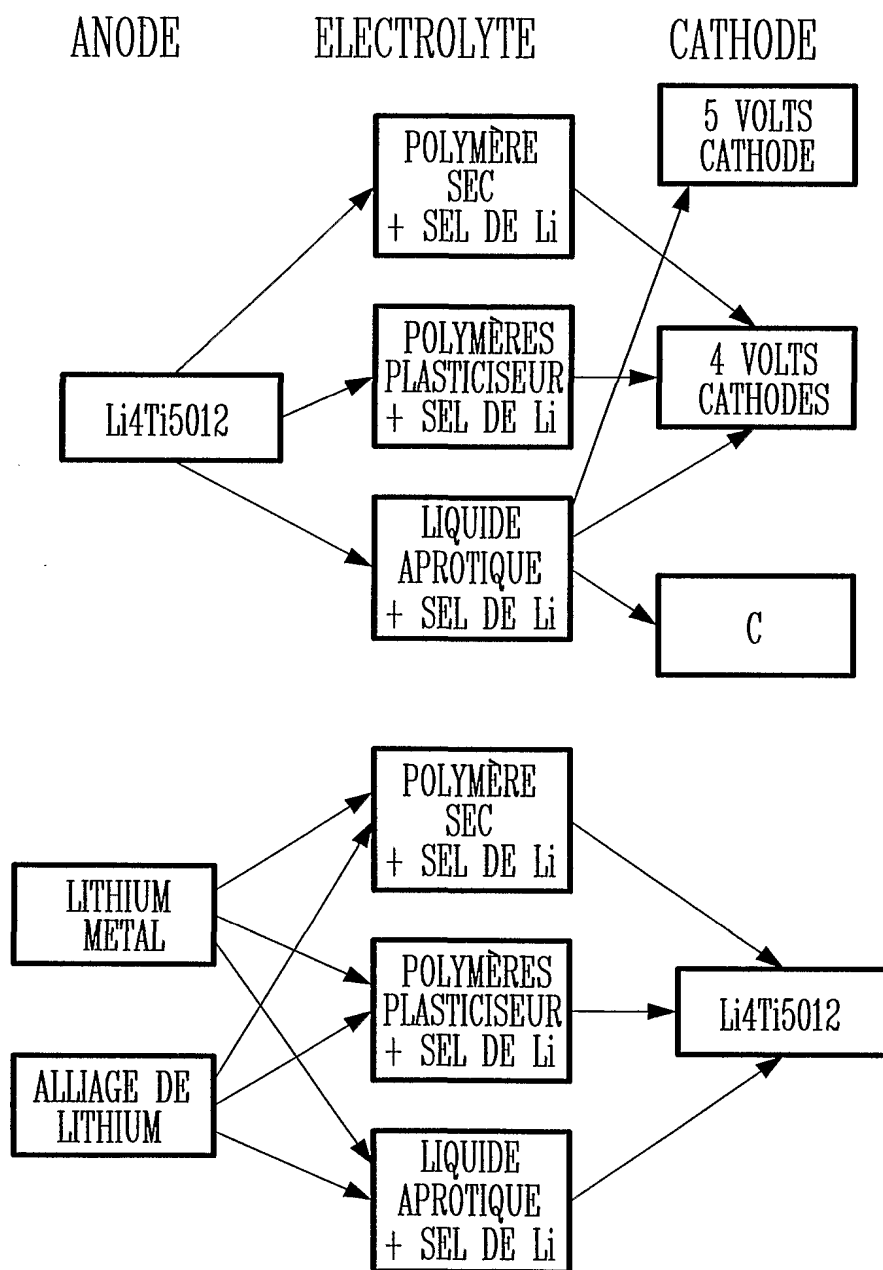 ANODE
ELECTROLYTE
CATHODE
5 VOLTS
CATHODE
POLYMÈRE
SEC
+ SEL DE Li
POLYMÈRES
PLASTICISEUR
+ SEL DE Li
4 VOLTS
CATHODES
Li4Ti5O12
LIQUIDE
APROTIQUE
+ SEL DE Li
C
POLYMÈRE
SEC
+ SEL DE Li
LITHIUM
METAL
POLYMÈRES
PLASTICISEUR
+ SEL DE Li
Li4Ti5O12
ALLIAGE DE
LITHIUM
LIQUIDE
APROTIQUE
+ SEL DE Li